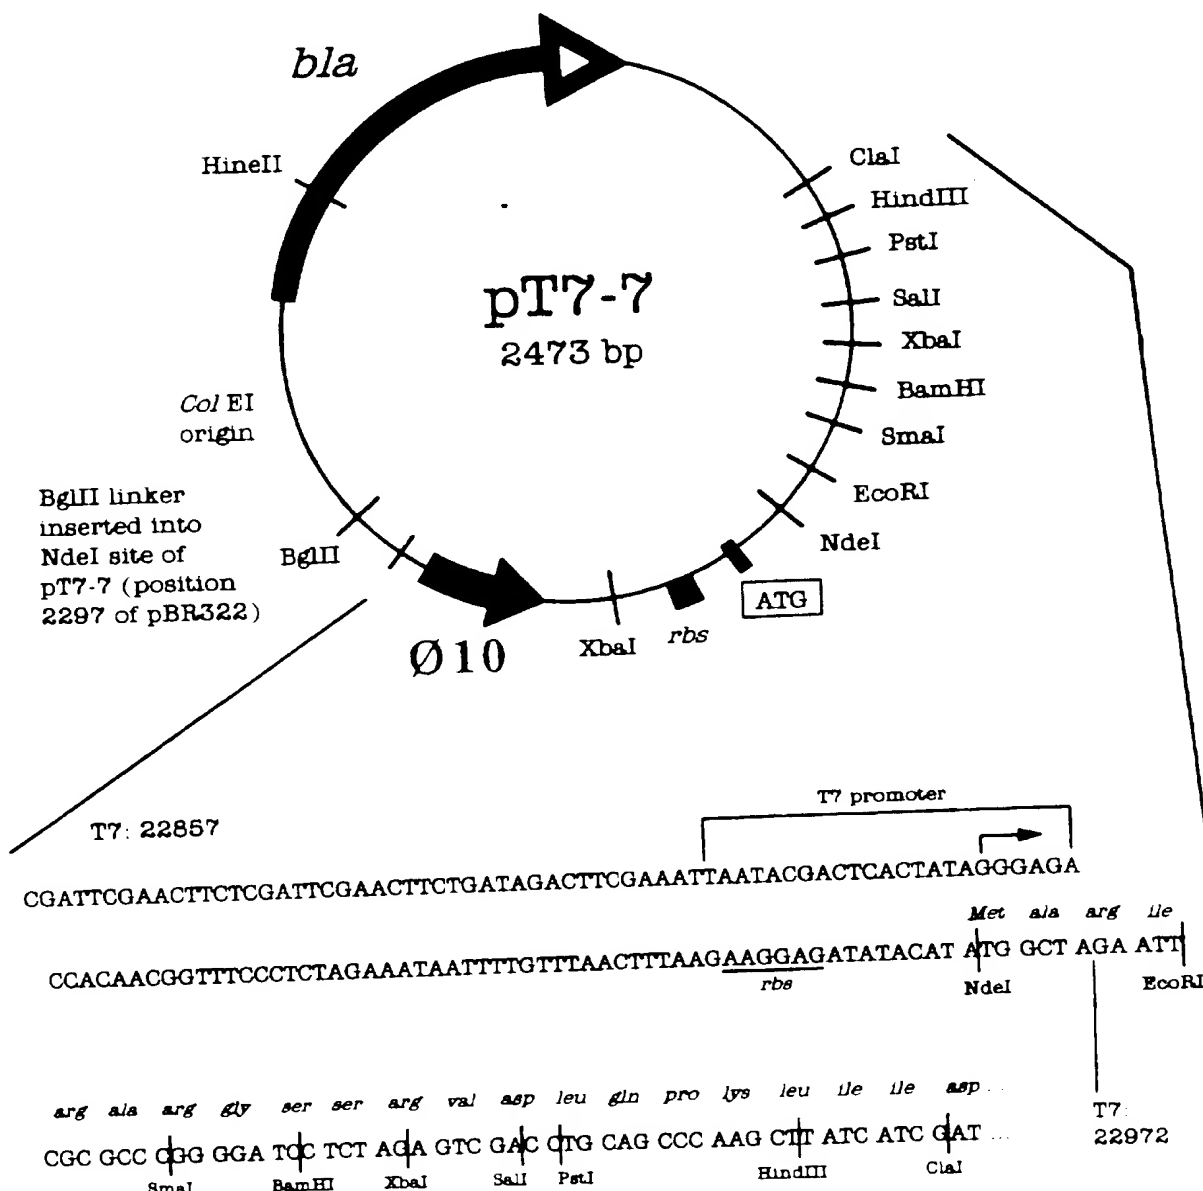 bla
HineII
ClaI
HindIII
PstI
SalI
XbaI
BamHI
SmaI
EcoRI
NdeI
ATG
rbs
XbaI
Ø10
BglII
pT7-7
2473 bp
Col EI
origin
BglII linker
inserted into
NdeI site of
pT7-7 (position
2297 of pBR322)
T7: 22857
T7 promoter
CGATTCGAACTTCTCGATTCGAACTTCTGATAGACTTCGAAATTAATACGACTCACTATAGGGAGA
Met ala arg ile
CCACAACGGTTTCCCTCTAGAAATAATTTTGTTTAACTTTAAGAAGGAGATATACAT ATG GCT AGA ATT
rbs NdeI EcoRI
arg ala arg gly ser ser arg val asp leu gln pro lys leu ile ile asp ...
CGC GCC CGG GGA TCC TCT AGA GTC GAC CTG CAG CCC AAG CTT ATC ATC GAT ...
SmaI BamHI XbaI SalI PstI HindIII ClaI
T7:
22972